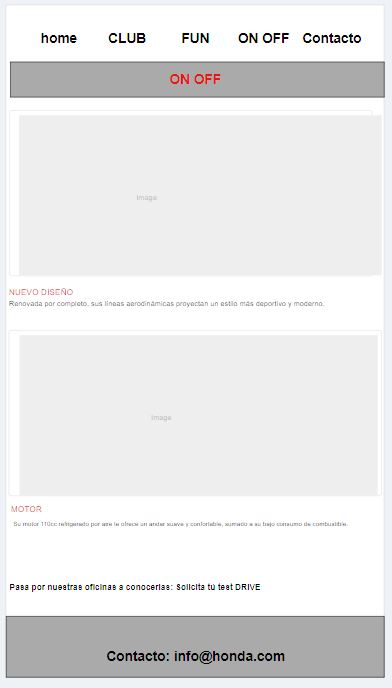 home CLUB FUN ON OFF Contacto
ON OFF
Image
NUEVO DISEÑO
Renovada por completo, sus líneas aerodinámicas proyectan un estilo más deportivo y moderno.
Image
MOTOR
Su motor 110cc refrigerado por aire te ofrece un andar suave y confortable, sumado a su bajo consumo de combustible.
Pasa por nuestras oficinas a conocerlas: Solicita tú test DRIVE
Contacto: info@honda.com